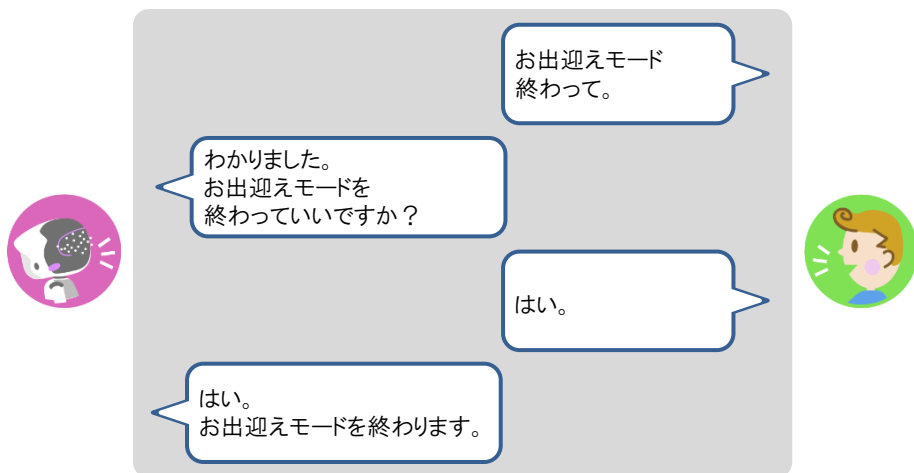 お出迎えモード
終わって。
わかりました。
お出迎えモードを
終わっていいですか？
はい。
はい。
お出迎えモードを終わります。